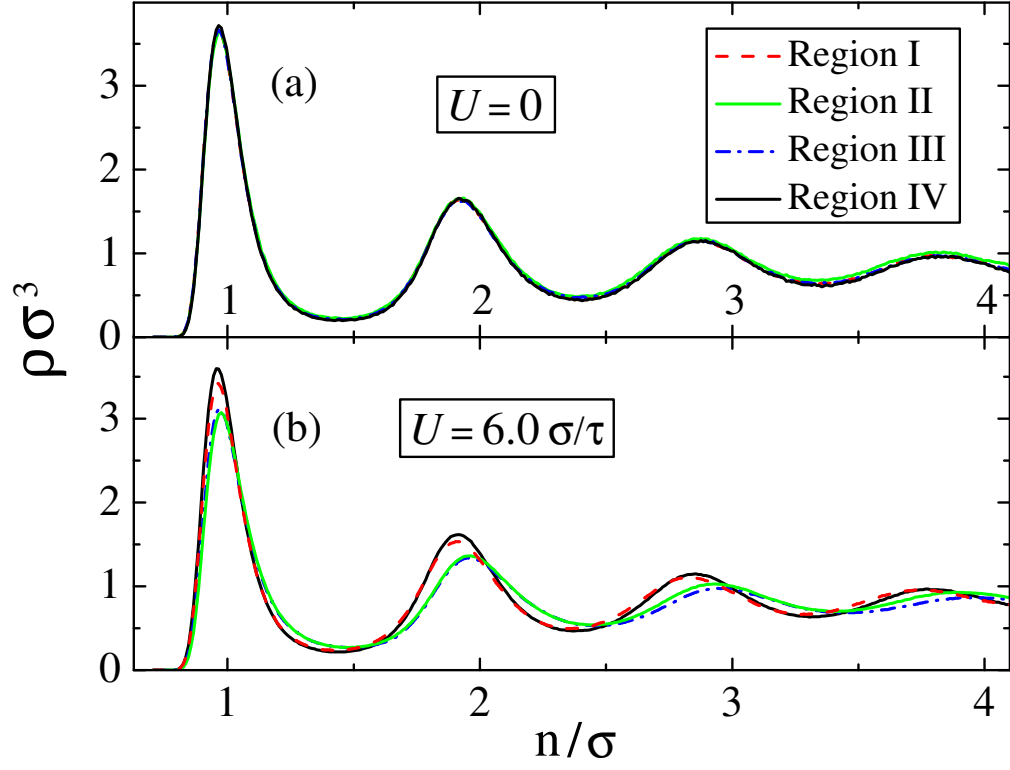 3
2
1
0
(a)
U = 0
Region I
Region II
Region III
Region IV
1 2 3 4
ρσ³
3
2
1
0
(b)
U = 6.0 σ/τ
1 2 3 4
n/σ